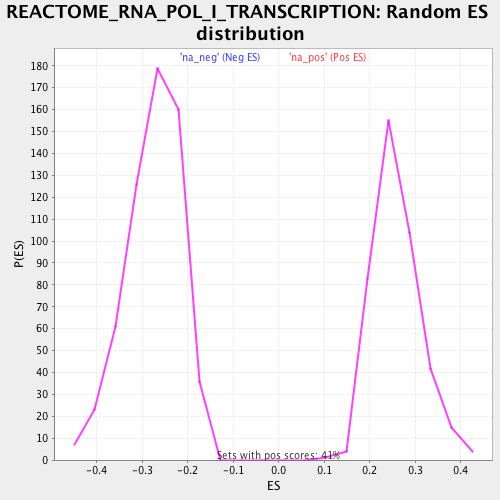 REACTOME_RNA_POL_I_TRANSCRIPTION: Random ES
distribution
'na_neg' (Neg ES) 'na_pos' (Pos ES)
180
170
160
150
140
130
120
110
100
90
80
70
60
50
40
30
20
10
0
P(ES)
Sets with pos scores: 41%
-0.4 -0.3 -0.2 -0.1 0.0 0.1 0.2 0.3 0.4
ES